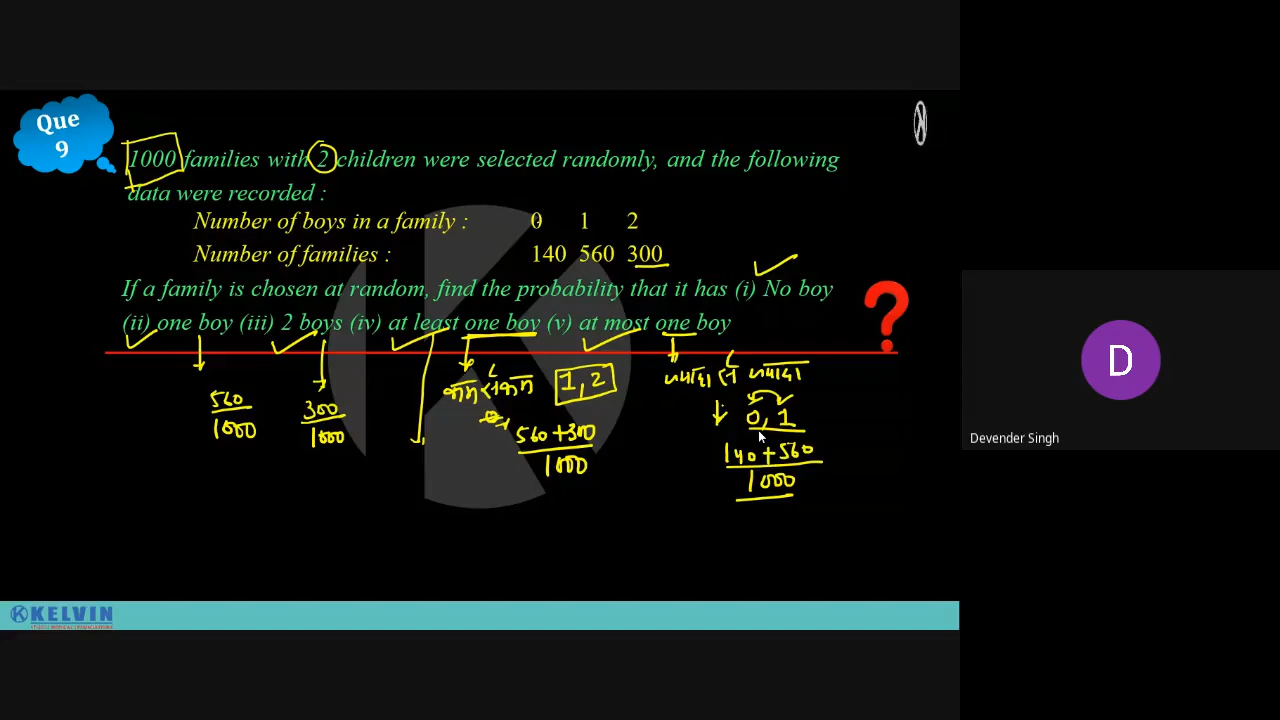 Que
9
1000 families with 2 children were selected randomly, and the following
data were recorded :
Number of boys in a family : 0 1 2
Number of families : 140 560 300
If a family is chosen at random, find the probability that it has (i) No boy
(ii) one boy (iii) 2 boys (iv) at least one boy (v) at most one boy
560
1000
300
1000
1, 2
560 + 300
1000
0, 1
140 + 560
1000
KELVIN
D
Devender Singh